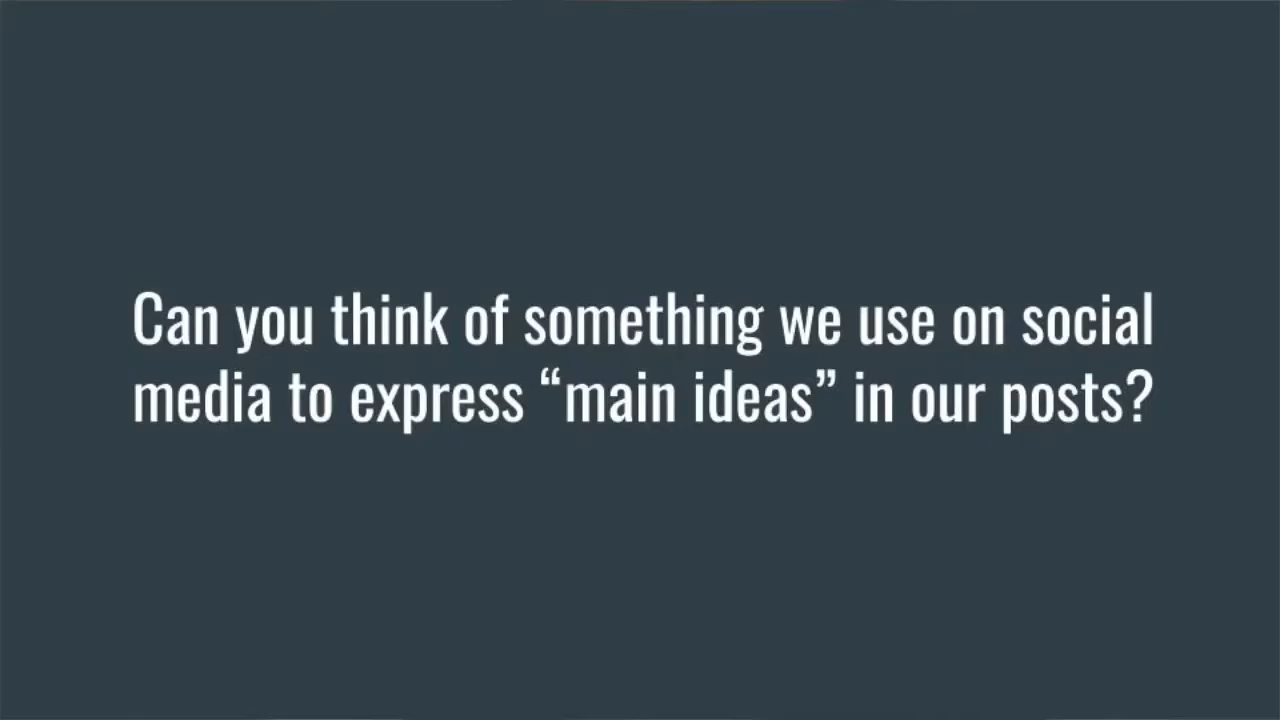 Can you think of something we use on social
media to express “main ideas” in our posts?